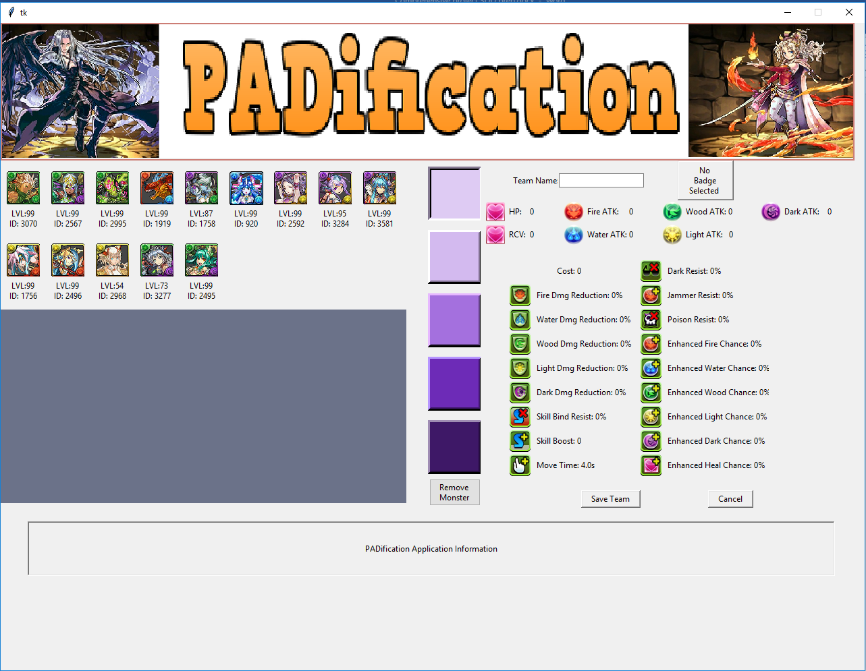 tk
PADification
No
Badge
Selected
Team Name
HP: 0
Fire ATK: 0
Wood ATK: 0
Dark ATK: 0
RCV: 0
Water ATK: 0
Light ATK: 0
LVL:99 LVL:99 LVL:99 LVL:99 LVL:87 LVL:99 LVL:99 LVL:95 LVL:99
ID: 3070 ID: 2567 ID: 2995 ID: 1919 ID: 1758 ID: 920 ID: 2592 ID: 3284 ID: 3581
LVL:99 LVL:99 LVL:54 LVL:73 LVL:99
ID: 1756 ID: 2496 ID: 2968 ID: 3277 ID: 2495
Cost: 0
Dark Resist: 0%
Fire Dmg Reduction: 0%
Jammer Resist: 0%
Water Dmg Reduction: 0%
Poison Resist: 0%
Wood Dmg Reduction: 0%
Enhanced Fire Chance: 0%
Light Dmg Reduction: 0%
Enhanced Water Chance: 0%
Dark Dmg Reduction: 0%
Enhanced Wood Chance: 0%
Skill Bind Resist: 0%
Enhanced Light Chance: 0%
Skill Boost: 0
Enhanced Dark Chance: 0%
Move Time: 4.0s
Enhanced Heal Chance: 0%
Remove
Monster
Save Team
Cancel
PADification Application Information